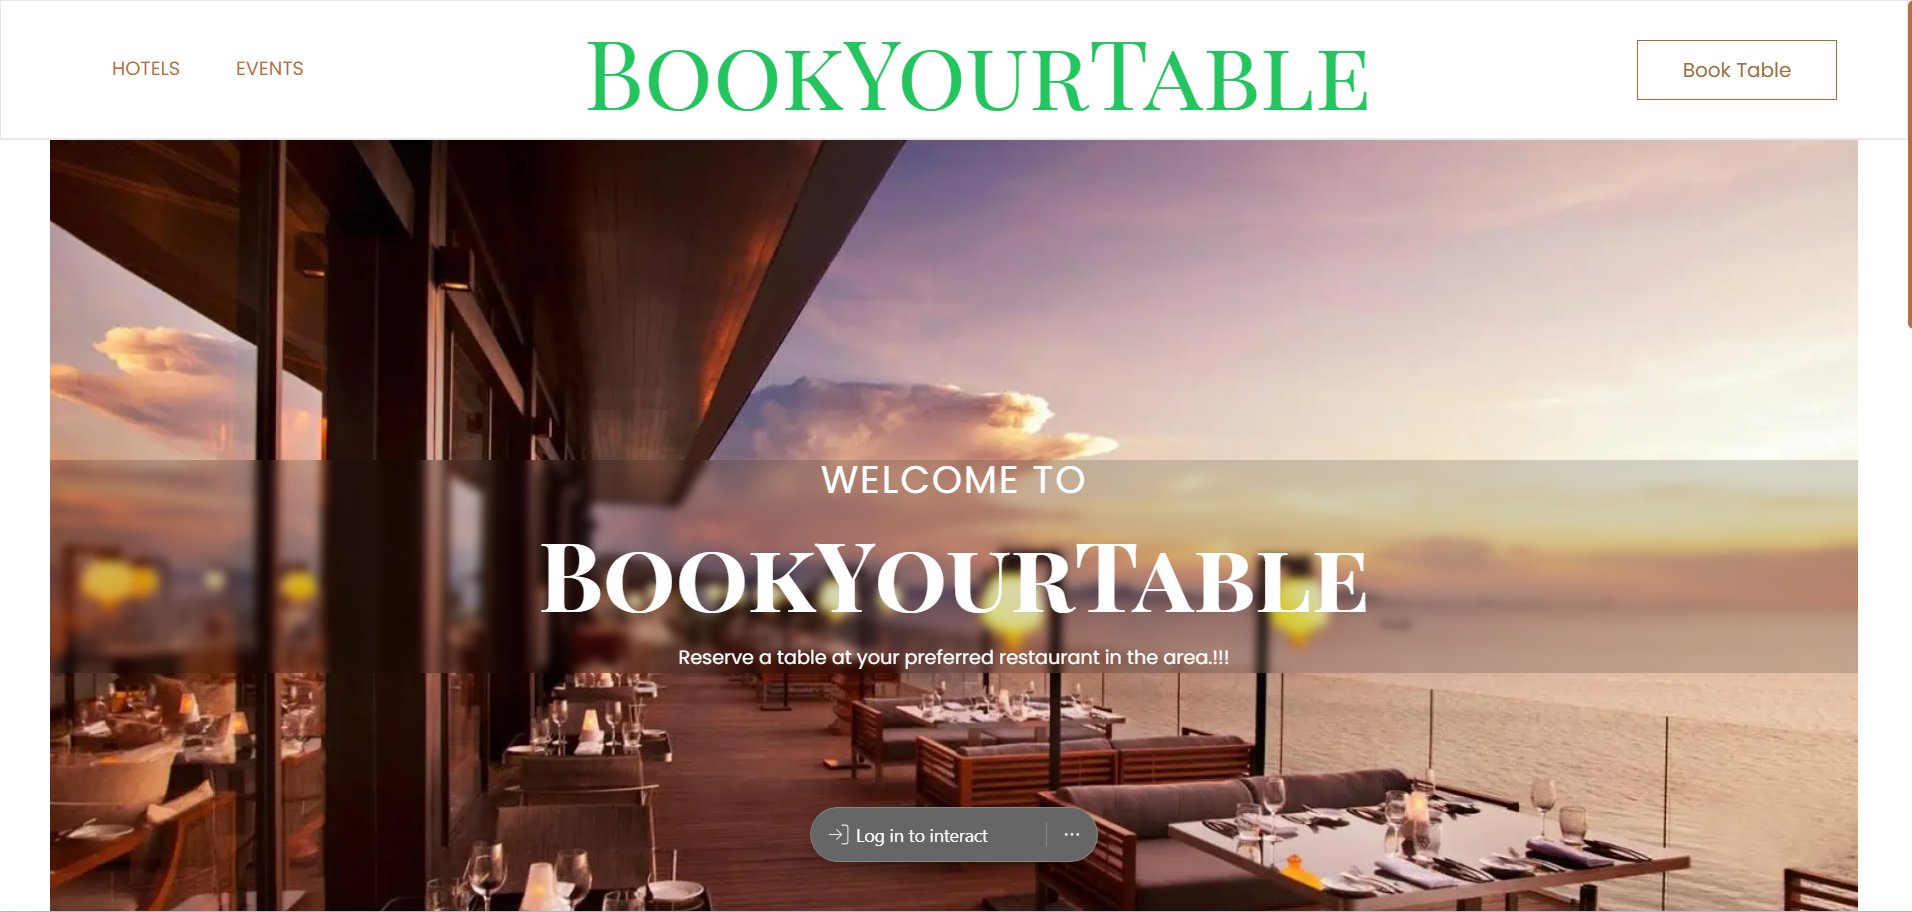 HOTELS EVENTS BOOKYOURTABLE Book Table
WELCOME TO
BOOKYOURTABLE
Reserve a table at your preferred restaurant in the area.!!!
Log in to interact